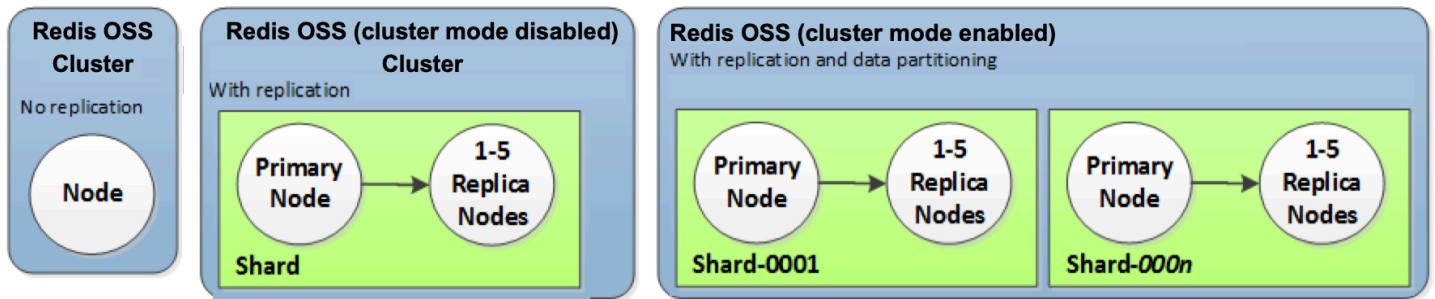 Redis OSS
Cluster
No replication
Node
Redis OSS (cluster mode disabled)
Cluster
With replication
Primary
Node
1-5
Replica
Nodes
Shard
Redis OSS (cluster mode enabled)
With replication and data partitioning
Primary
Node
1-5
Replica
Nodes
Shard-0001
Primary
Node
1-5
Replica
Nodes
Shard-000n